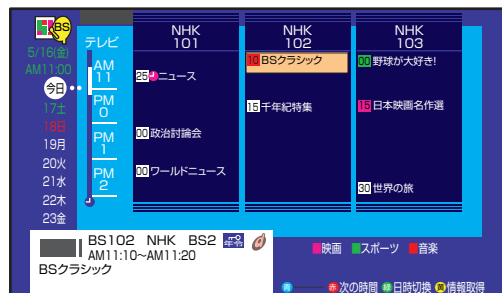 BS
5/16(金)
AM11:00
今日
17土
18日
19月
20火
21水
22木
23金
テレビ
AM
11
PM
0
PM
1
PM
2
NHK
101
25 ニュース
00 政治討論会
00 ワールドニュース
NHK
102
10 BSクラシック
15 千年紀特集
NHK
103
00 野球が大好き!
15 日本映画名作選
30 世界の旅
BS102 NHK BS2
AM11:10~AM11:20
BSクラシック
映画 スポーツ 音楽
青 赤 次の時間 緑 日時切換 黄 情報取得